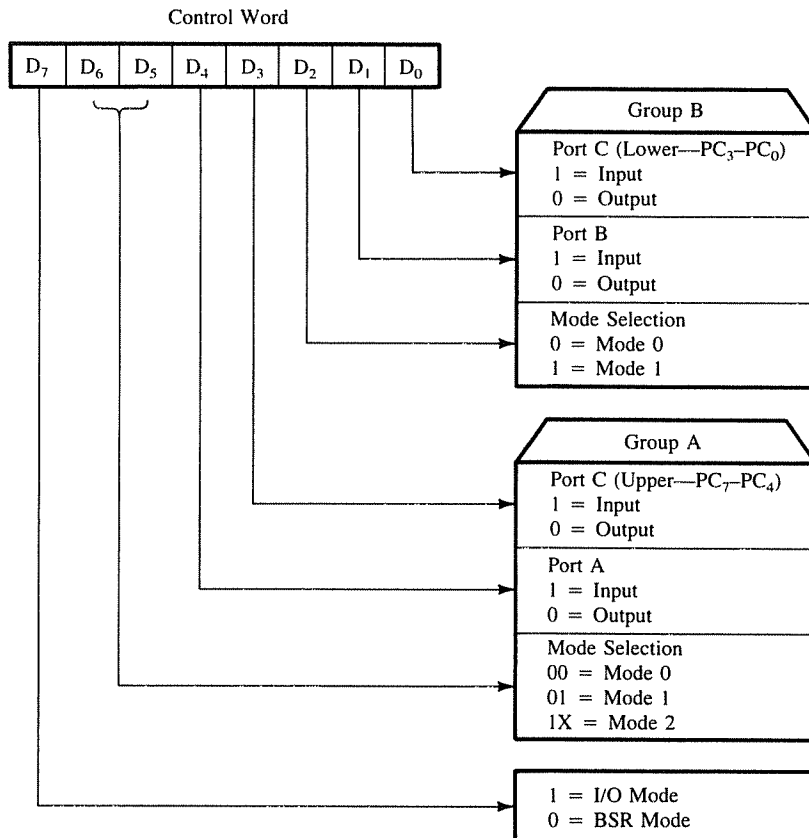 Control Word
D₇ D₆ D₅ D₄ D₃ D₂ D₁ D₀
Group B
Port C (Lower—PC₃–PC₀)
1 = Input
0 = Output
Port B
1 = Input
0 = Output
Mode Selection
0 = Mode 0
1 = Mode 1
Group A
Port C (Upper—PC₇–PC₄)
1 = Input
0 = Output
Port A
1 = Input
0 = Output
Mode Selection
00 = Mode 0
01 = Mode 1
1X = Mode 2
1 = I/O Mode
0 = BSR Mode